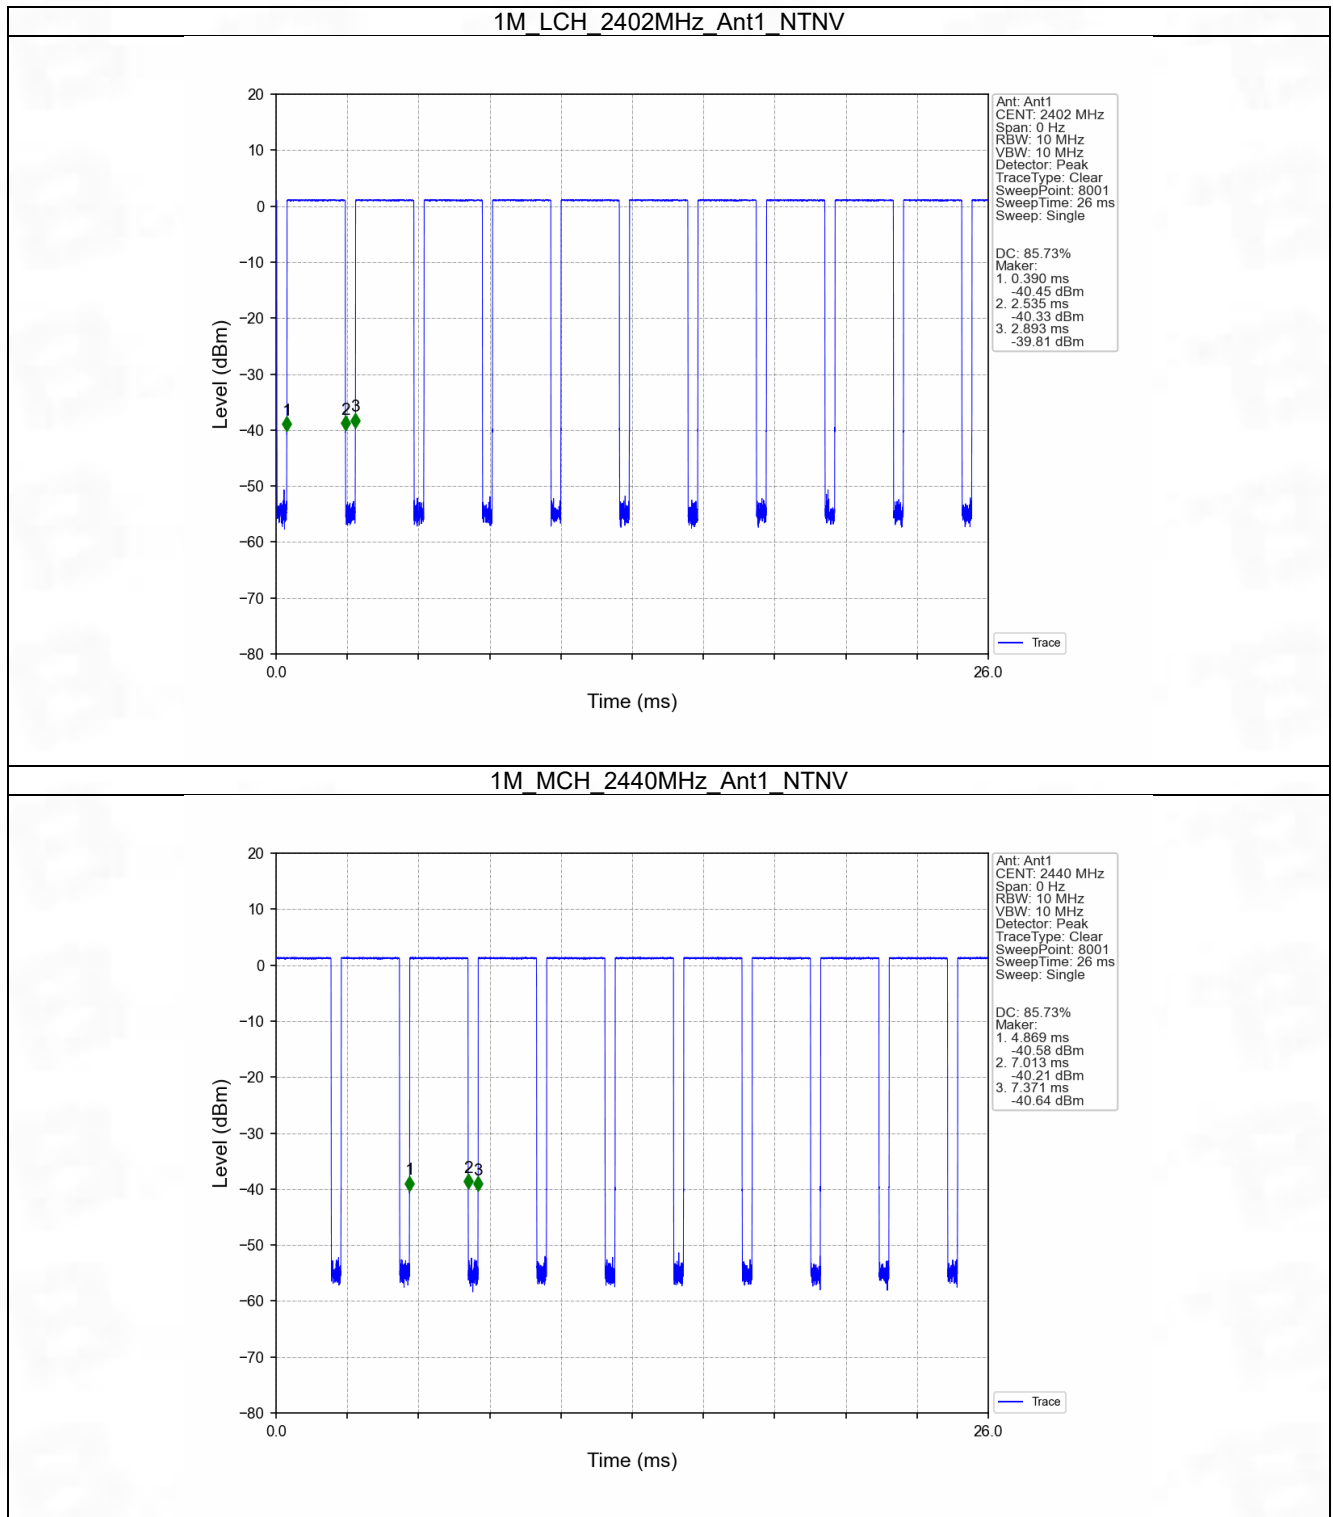 1M_LCH_2402MHz_Ant1_NTNV
20
10
0
−10
−20
−30
−40
−50
−60
−70
−80
Level (dBm)
1
2
3
0.0
26.0
Time (ms)
Ant: Ant1
CENT: 2402 MHz
Span: 0 Hz
RBW: 10 MHz
VBW: 10 MHz
Detector: Peak
TraceType: Clear
SweepPoint: 8001
SweepTime: 26 ms
Sweep: Single
DC: 85.73%
Maker:
1. 0.390 ms
-40.45 dBm
2. 2.535 ms
-40.33 dBm
3. 2.893 ms
-39.81 dBm
Trace
1M_MCH_2440MHz_Ant1_NTNV
20
10
0
−10
−20
−30
−40
−50
−60
−70
−80
Level (dBm)
1
2
3
0.0
26.0
Time (ms)
Ant: Ant1
CENT: 2440 MHz
Span: 0 Hz
RBW: 10 MHz
VBW: 10 MHz
Detector: Peak
TraceType: Clear
SweepPoint: 8001
SweepTime: 26 ms
Sweep: Single
DC: 85.73%
Maker:
1. 4.869 ms
-40.58 dBm
2. 7.013 ms
-40.21 dBm
3. 7.371 ms
-40.64 dBm
Trace